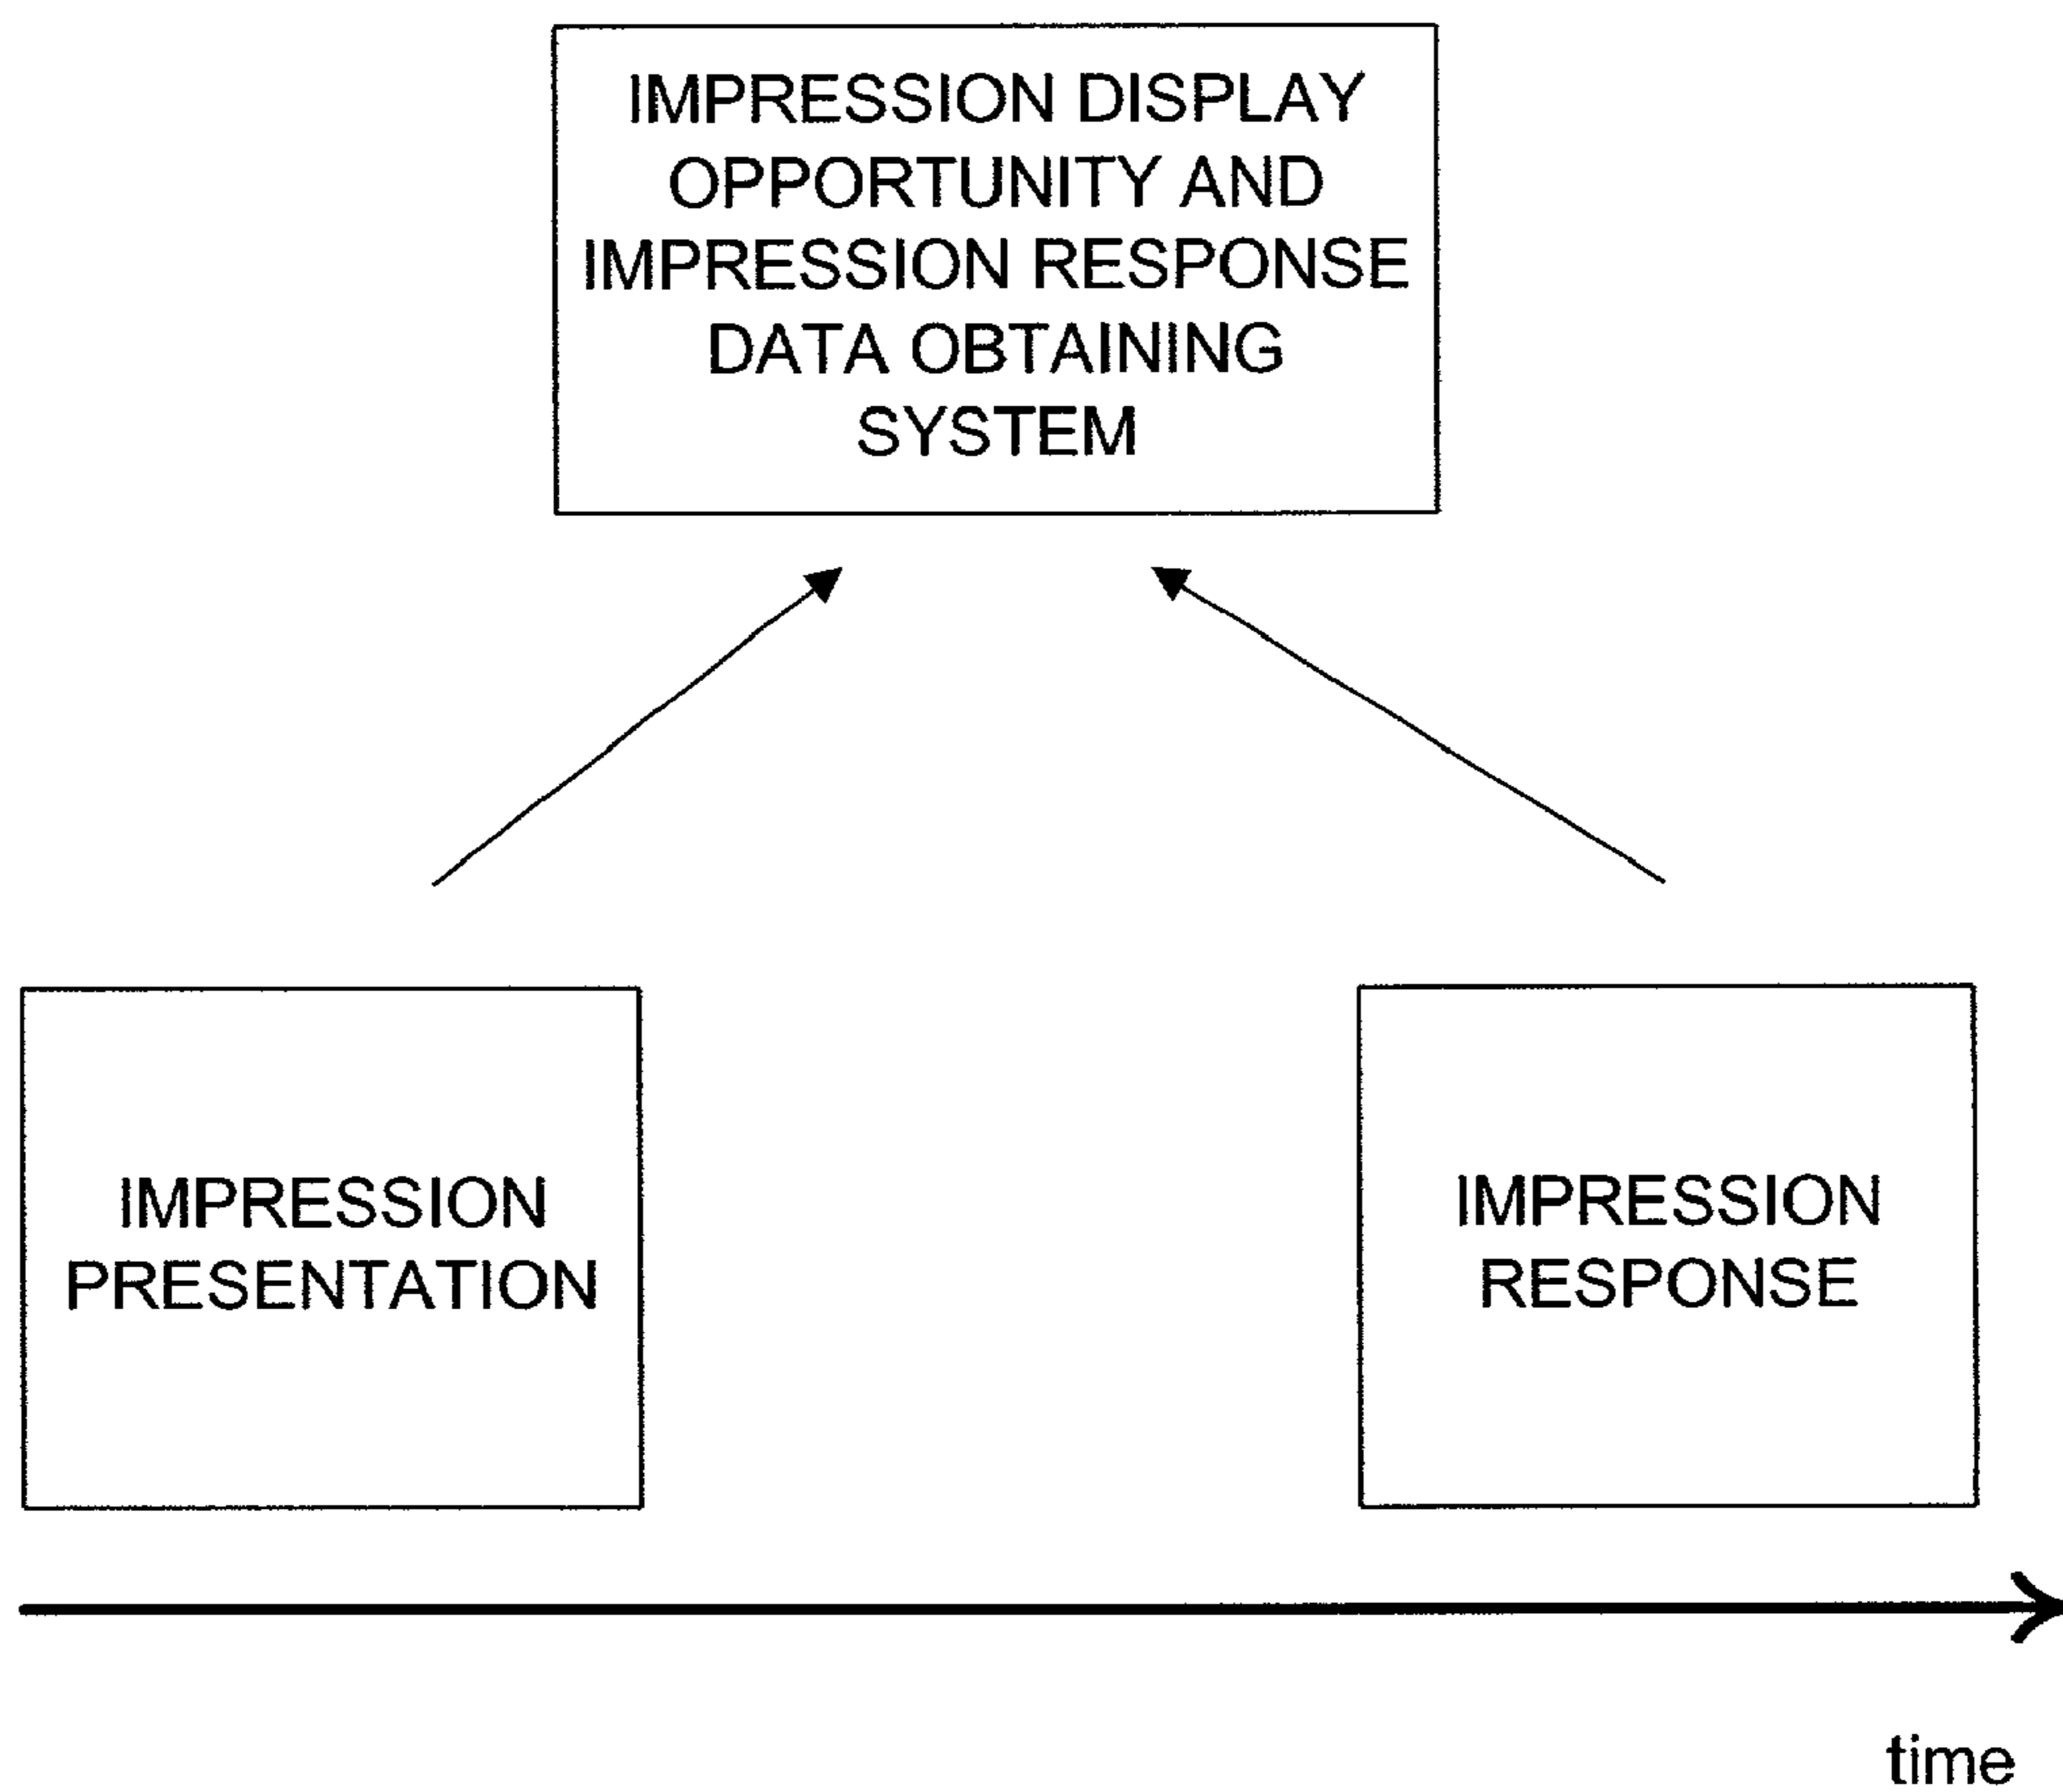 IMPRESSION DISPLAY
OPPORTUNITY AND
IMPRESSION RESPONSE
DATA OBTAINING
SYSTEM
IMPRESSION
PRESENTATION
IMPRESSION
RESPONSE
time